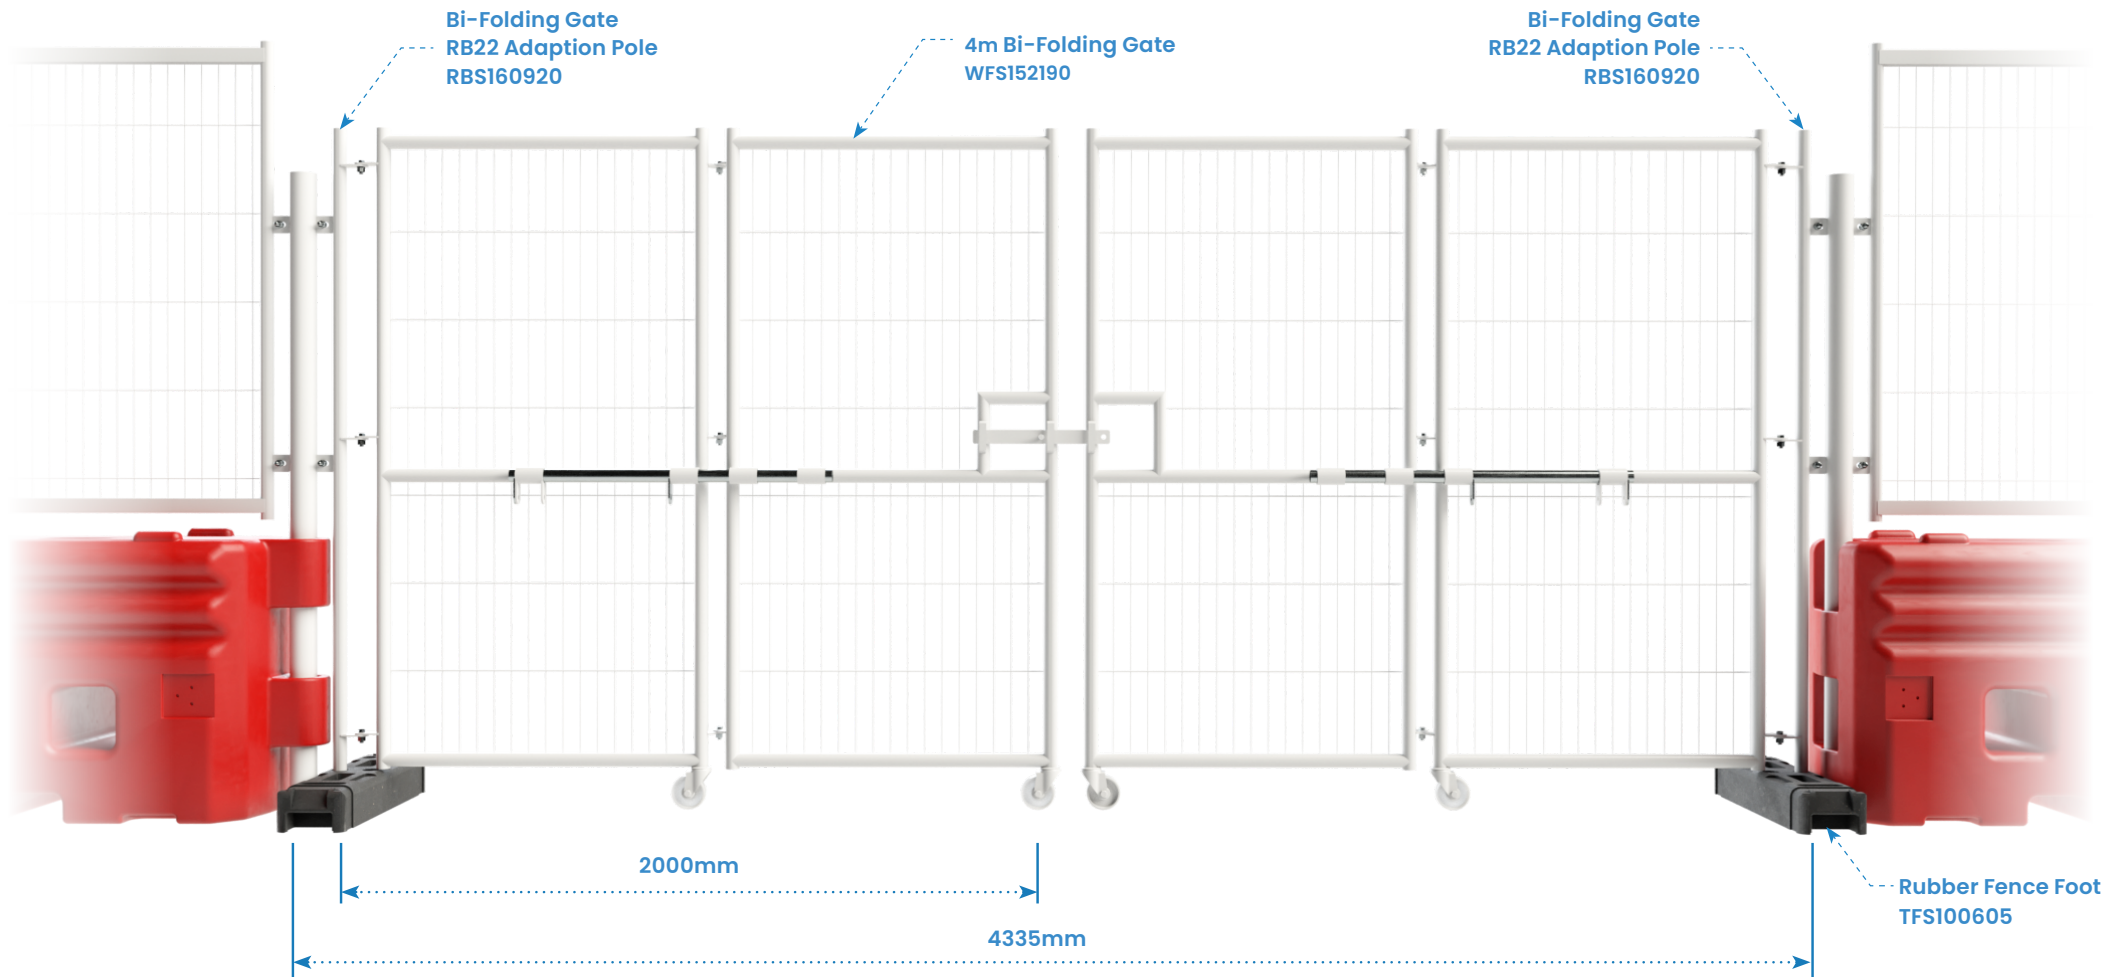 Bi-Folding Gate
RB22 Adaption Pole
RBS160920
4m Bi-Folding Gate
WFS152190
Bi-Folding Gate
RB22 Adaption Pole
RBS160920
2000mm
4335mm
Rubber Fence Foot
TFS100605